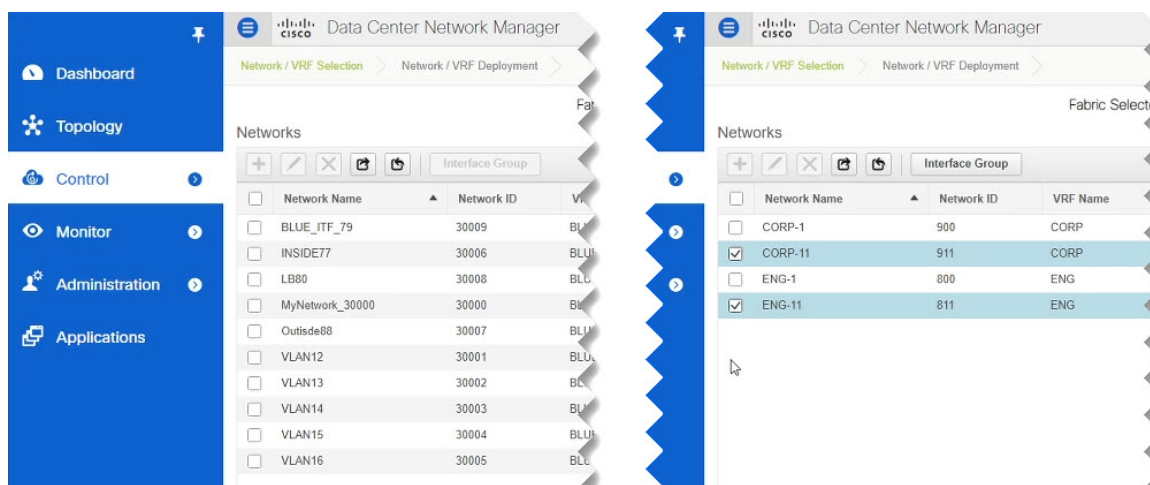 Dashboard
Topology
Control
Monitor
Administration
Applications
cisco Data Center Network Manager
Network / VRF Selection Network / VRF Deployment
Networks
Interface Group
Network Name Network ID
BLUE_ITF_79 30009
INSIDE77 30006
LB80 30008
MyNetwork_30000 30000
Outisde88 30007
VLAN12 30001
VLAN13 30002
VLAN14 30003
VLAN15 30004
VLAN16 30005
cisco Data Center Network Manager
Network / VRF Selection Network / VRF Deployment
Fabric Select
Networks
Interface Group
Network Name Network ID VRF Name
CORP-1 900 CORP
CORP-11 911 CORP
ENG-1 800 ENG
ENG-11 811 ENG